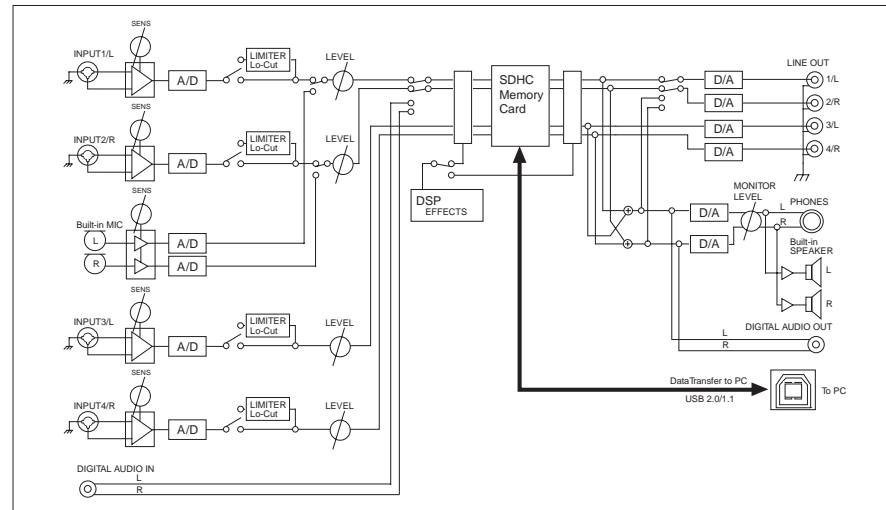 SENS
INPUT1/L
A/D
LIMITER
Lo-Cut
LEVEL
SENS
INPUT2/R
A/D
LIMITER
Lo-Cut
LEVEL
SENS
Built-in MIC
L
R
A/D
A/D
SENS
INPUT3/L
A/D
LIMITER
Lo-Cut
LEVEL
SENS
INPUT4/R
A/D
LIMITER
Lo-Cut
LEVEL
DIGITAL AUDIO IN
L
R
SDHC
Memory
Card
DSP
EFFECTS
D/A
D/A
D/A
D/A
LINE OUT
1/L
2/R
3/L
4/R
MONITOR
LEVEL
D/A
D/A
L
R
PHONES
Built-in
SPEAKER
L
R
DIGITAL AUDIO OUT
L
R
DataTransfer to PC
USB 2.0/1.1
To PC